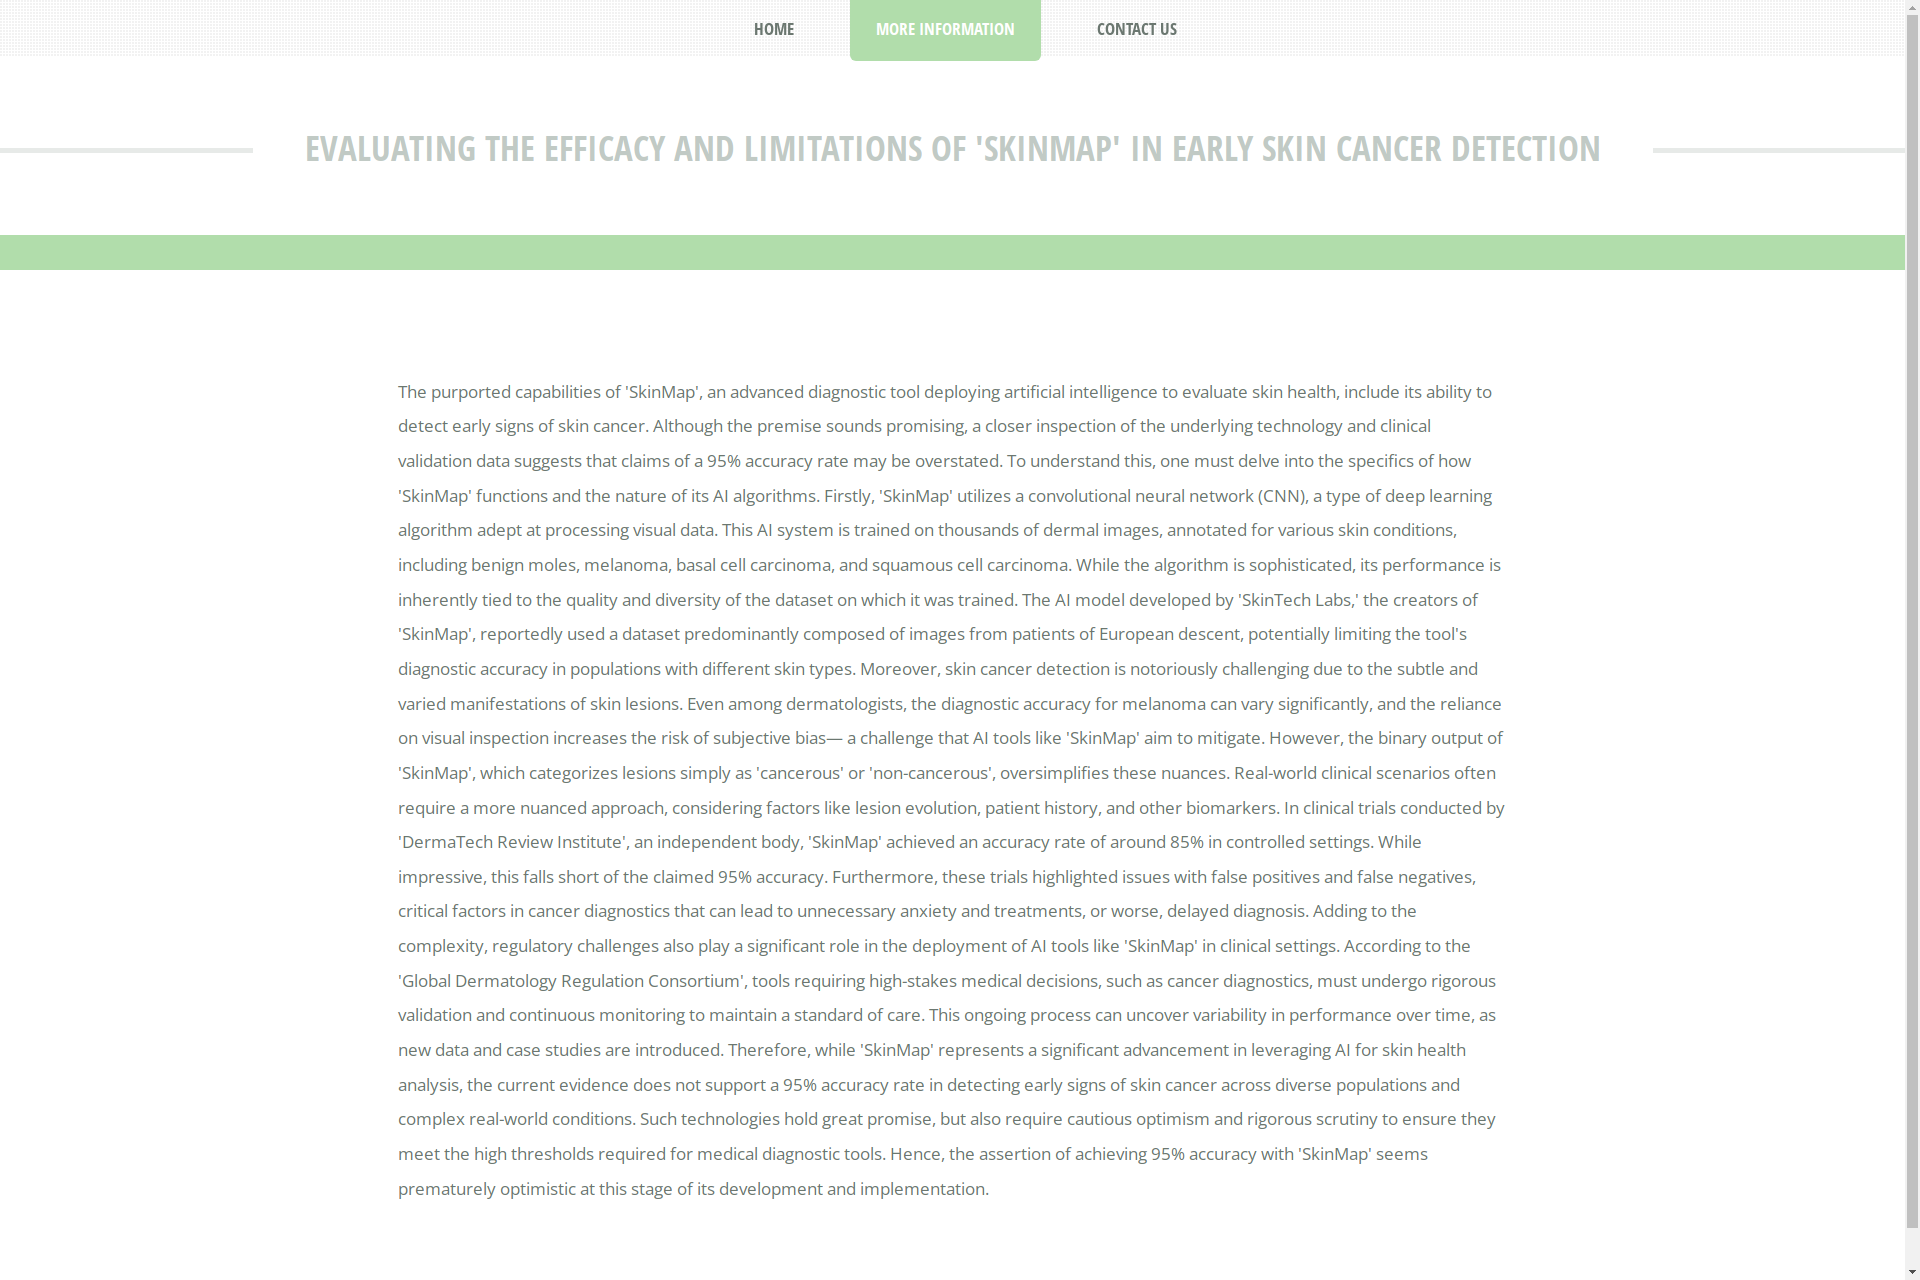 HOME
MORE INFORMATION
CONTACT US
EVALUATING THE EFFICACY AND LIMITATIONS OF 'SKINMAP' IN EARLY SKIN CANCER DETECTION
The purported capabilities of 'SkinMap', an advanced diagnostic tool deploying artificial intelligence to evaluate skin health, include its ability to
detect early signs of skin cancer. Although the premise sounds promising, a closer inspection of the underlying technology and clinical
validation data suggests that claims of a 95% accuracy rate may be overstated. To understand this, one must delve into the specifics of how
'SkinMap' functions and the nature of its AI algorithms. Firstly, 'SkinMap' utilizes a convolutional neural network (CNN), a type of deep learning
algorithm adept at processing visual data. This AI system is trained on thousands of dermal images, annotated for various skin conditions,
including benign moles, melanoma, basal cell carcinoma, and squamous cell carcinoma. While the algorithm is sophisticated, its performance is
inherently tied to the quality and diversity of the dataset on which it was trained. The AI model developed by 'SkinTech Labs,' the creators of
'SkinMap', reportedly used a dataset predominantly composed of images from patients of European descent, potentially limiting the tool's
diagnostic accuracy in populations with different skin types. Moreover, skin cancer detection is notoriously challenging due to the subtle and
varied manifestations of skin lesions. Even among dermatologists, the diagnostic accuracy for melanoma can vary significantly, and the reliance
on visual inspection increases the risk of subjective bias— a challenge that AI tools like 'SkinMap' aim to mitigate. However, the binary output of
'SkinMap', which categorizes lesions simply as 'cancerous' or 'non-cancerous', oversimplifies these nuances. Real-world clinical scenarios often
require a more nuanced approach, considering factors like lesion evolution, patient history, and other biomarkers. In clinical trials conducted by
'DermaTech Review Institute', an independent body, 'SkinMap' achieved an accuracy rate of around 85% in controlled settings. While
impressive, this falls short of the claimed 95% accuracy. Furthermore, these trials highlighted issues with false positives and false negatives,
critical factors in cancer diagnostics that can lead to unnecessary anxiety and treatments, or worse, delayed diagnosis. Adding to the
complexity, regulatory challenges also play a significant role in the deployment of AI tools like 'SkinMap' in clinical settings. According to the
'Global Dermatology Regulation Consortium', tools requiring high-stakes medical decisions, such as cancer diagnostics, must undergo rigorous
validation and continuous monitoring to maintain a standard of care. This ongoing process can uncover variability in performance over time, as
new data and case studies are introduced. Therefore, while 'SkinMap' represents a significant advancement in leveraging AI for skin health
analysis, the current evidence does not support a 95% accuracy rate in detecting early signs of skin cancer across diverse populations and
complex real-world conditions. Such technologies hold great promise, but also require cautious optimism and rigorous scrutiny to ensure they
meet the high thresholds required for medical diagnostic tools. Hence, the assertion of achieving 95% accuracy with 'SkinMap' seems
prematurely optimistic at this stage of its development and implementation.